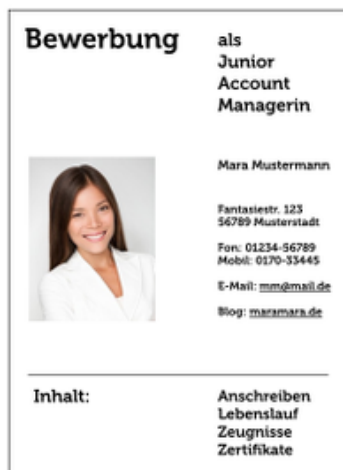 Bewerbung
als
Junior
Account
Managerin
Mara Mustermann
Fantasiestr. 123
56789 Musterstadt
Fon: 01234-56789
Mobil: 0170-33445
E-Mail: mm@mail.de
Blog: maramara.de
Inhalt:
Anschreiben
Lebenslauf
Zeugnisse
Zertifikate